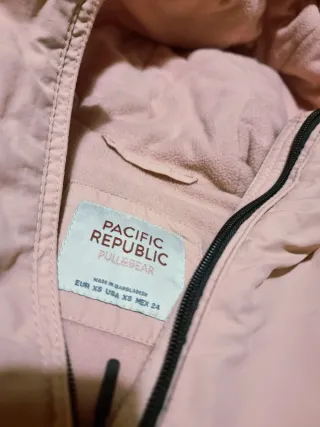 PACIFIC
REPUBLIC
PULL&BEAR
MADE IN BANGLADESH
EUR XS USA XS MEX 24